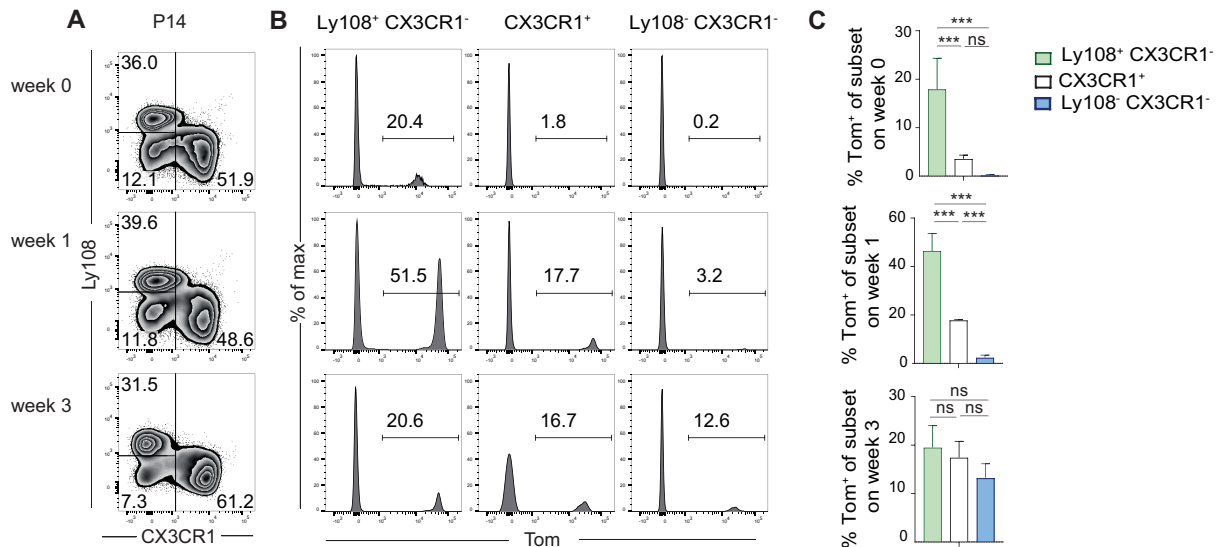 A
P14
week 0
36.0
12.1
51.9
week 1
39.6
11.8
48.6
week 3
31.5
7.3
61.2
Ly108
CX3CR1
B
Ly108⁺ CX3CR1⁻
CX3CR1⁺
Ly108⁻ CX3CR1⁻
20.4
1.8
0.2
51.5
17.7
3.2
20.6
16.7
12.6
% of max
Tom
C
% Tom⁺ of subset
on week 0
30
20
10
0
***
*** ns
% Tom⁺ of subset
on week 1
60
40
20
0
***
*** ***
% Tom⁺ of subset
on week 3
30
20
10
0
ns
ns ns
Ly108⁺ CX3CR1⁻
CX3CR1⁺
Ly108⁻ CX3CR1⁻